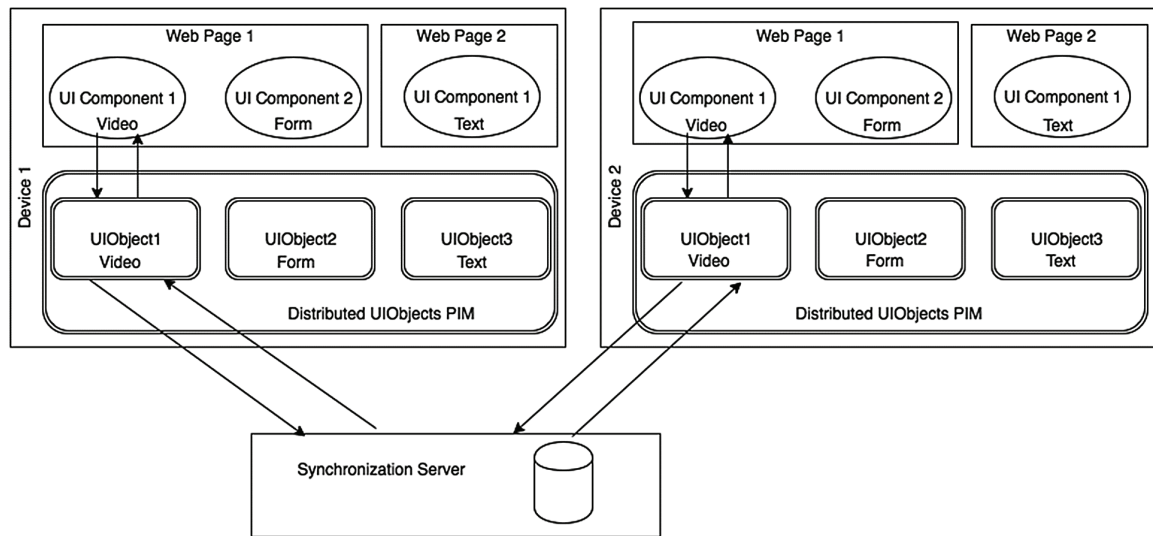 Device 1
Web Page 1
UI Component 1
Video
UI Component 2
Form
Web Page 2
UI Component 1
Text
UIObject1
Video
UIObject2
Form
UIObject3
Text
Distributed UIObjects PIM
Device 2
Web Page 1
UI Component 1
Video
UI Component 2
Form
Web Page 2
UI Component 1
Text
UIObject1
Video
UIObject2
Form
UIObject3
Text
Distributed UIObjects PIM
Synchronization Server